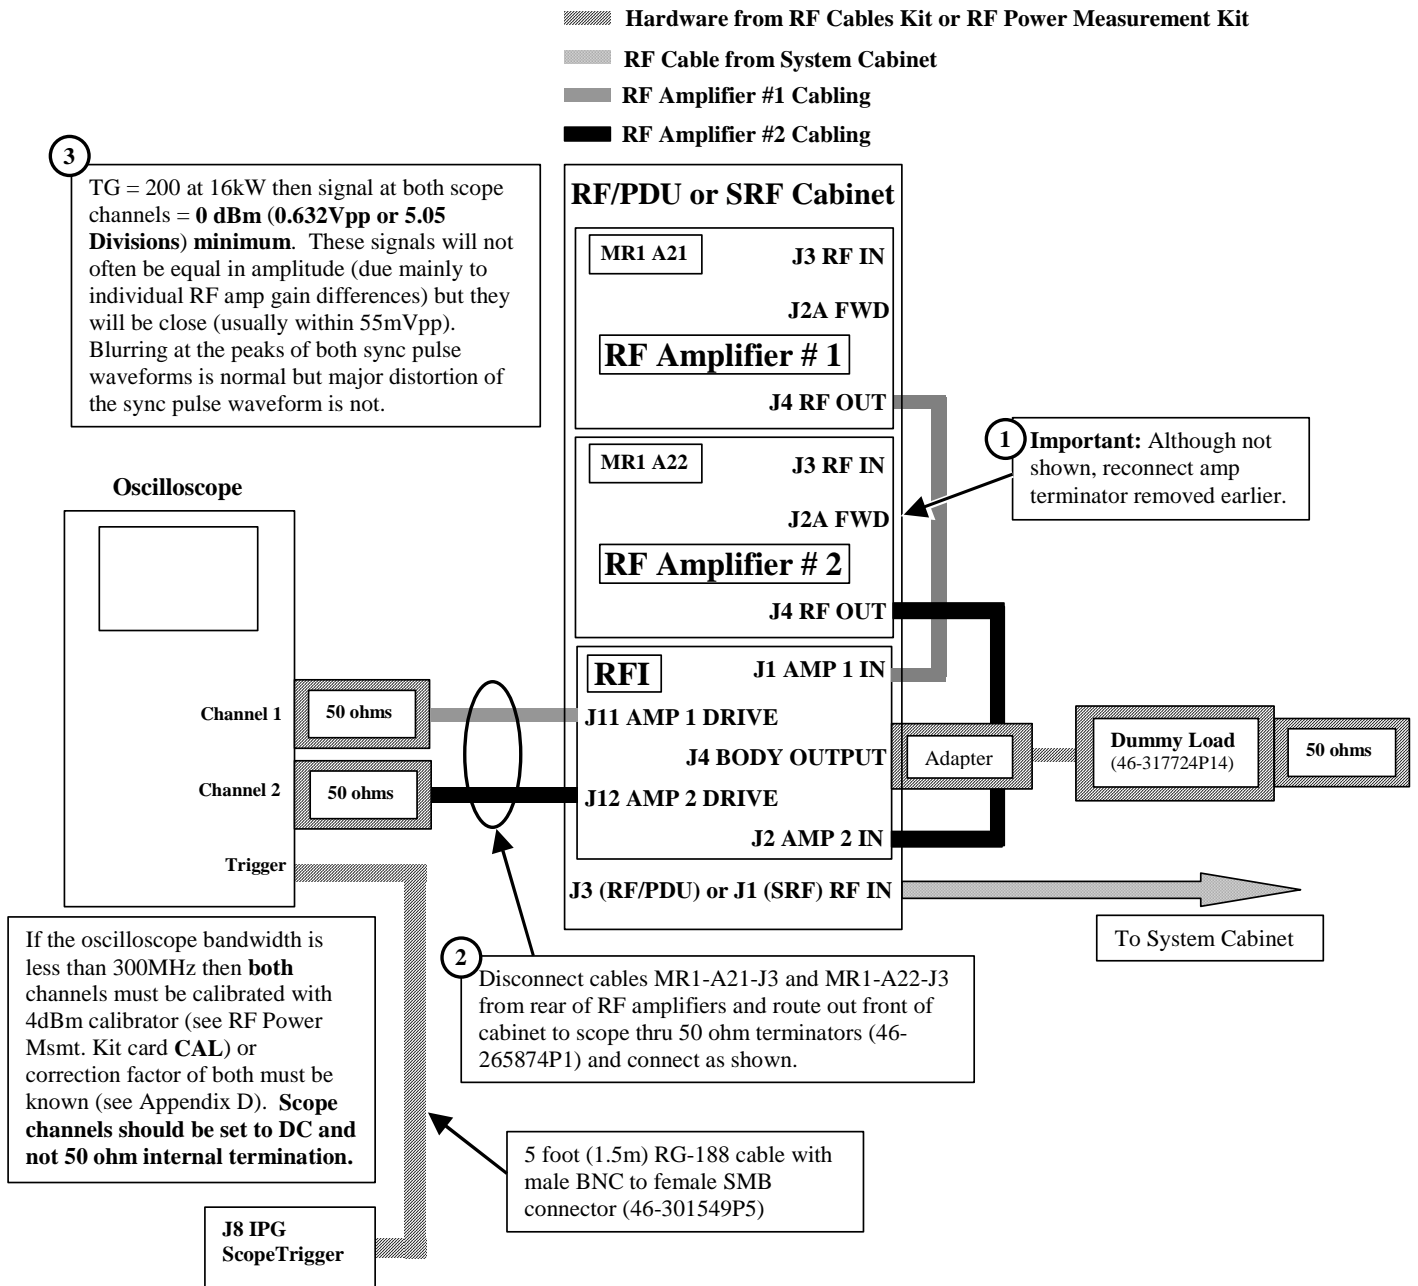 Hardware from RF Cables Kit or RF Power Measurement Kit
RF Cable from System Cabinet
RF Amplifier #1 Cabling
RF Amplifier #2 Cabling
3
TG = 200 at 16kW then signal at both scope
channels = 0 dBm (0.632Vpp or 5.05
Divisions) minimum. These signals will not
often be equal in amplitude (due mainly to
individual RF amp gain differences) but they
will be close (usually within 55mVpp).
Blurring at the peaks of both sync pulse
waveforms is normal but major distortion of
the sync pulse waveform is not.
RF/PDU or SRF Cabinet
MR1 A21
J3 RF IN
J2A FWD
RF Amplifier # 1
J4 RF OUT
MR1 A22
J3 RF IN
J2A FWD
RF Amplifier # 2
J4 RF OUT
1
Important: Although not
shown, reconnect amp
terminator removed earlier.
Oscilloscope
Channel 1
50 ohms
Channel 2
50 ohms
Trigger
RFI
J1 AMP 1 IN
J11 AMP 1 DRIVE
J4 BODY OUTPUT
J12 AMP 2 DRIVE
J2 AMP 2 IN
Adapter
Dummy Load
(46-317724P14)
50 ohms
J3 (RF/PDU) or J1 (SRF) RF IN
To System Cabinet
If the oscilloscope bandwidth is
less than 300MHz then both
channels must be calibrated with
4dBm calibrator (see RF Power
Msmt. Kit card CAL) or
correction factor of both must be
known (see Appendix D). Scope
channels should be set to DC and
not 50 ohm internal termination.
2
Disconnect cables MR1-A21-J3 and MR1-A22-J3
from rear of RF amplifiers and route out front of
cabinet to scope thru 50 ohm terminators (46-
265874P1) and connect as shown.
5 foot (1.5m) RG-188 cable with
male BNC to female SMB
connector (46-301549P5)
J8 IPG
ScopeTrigger